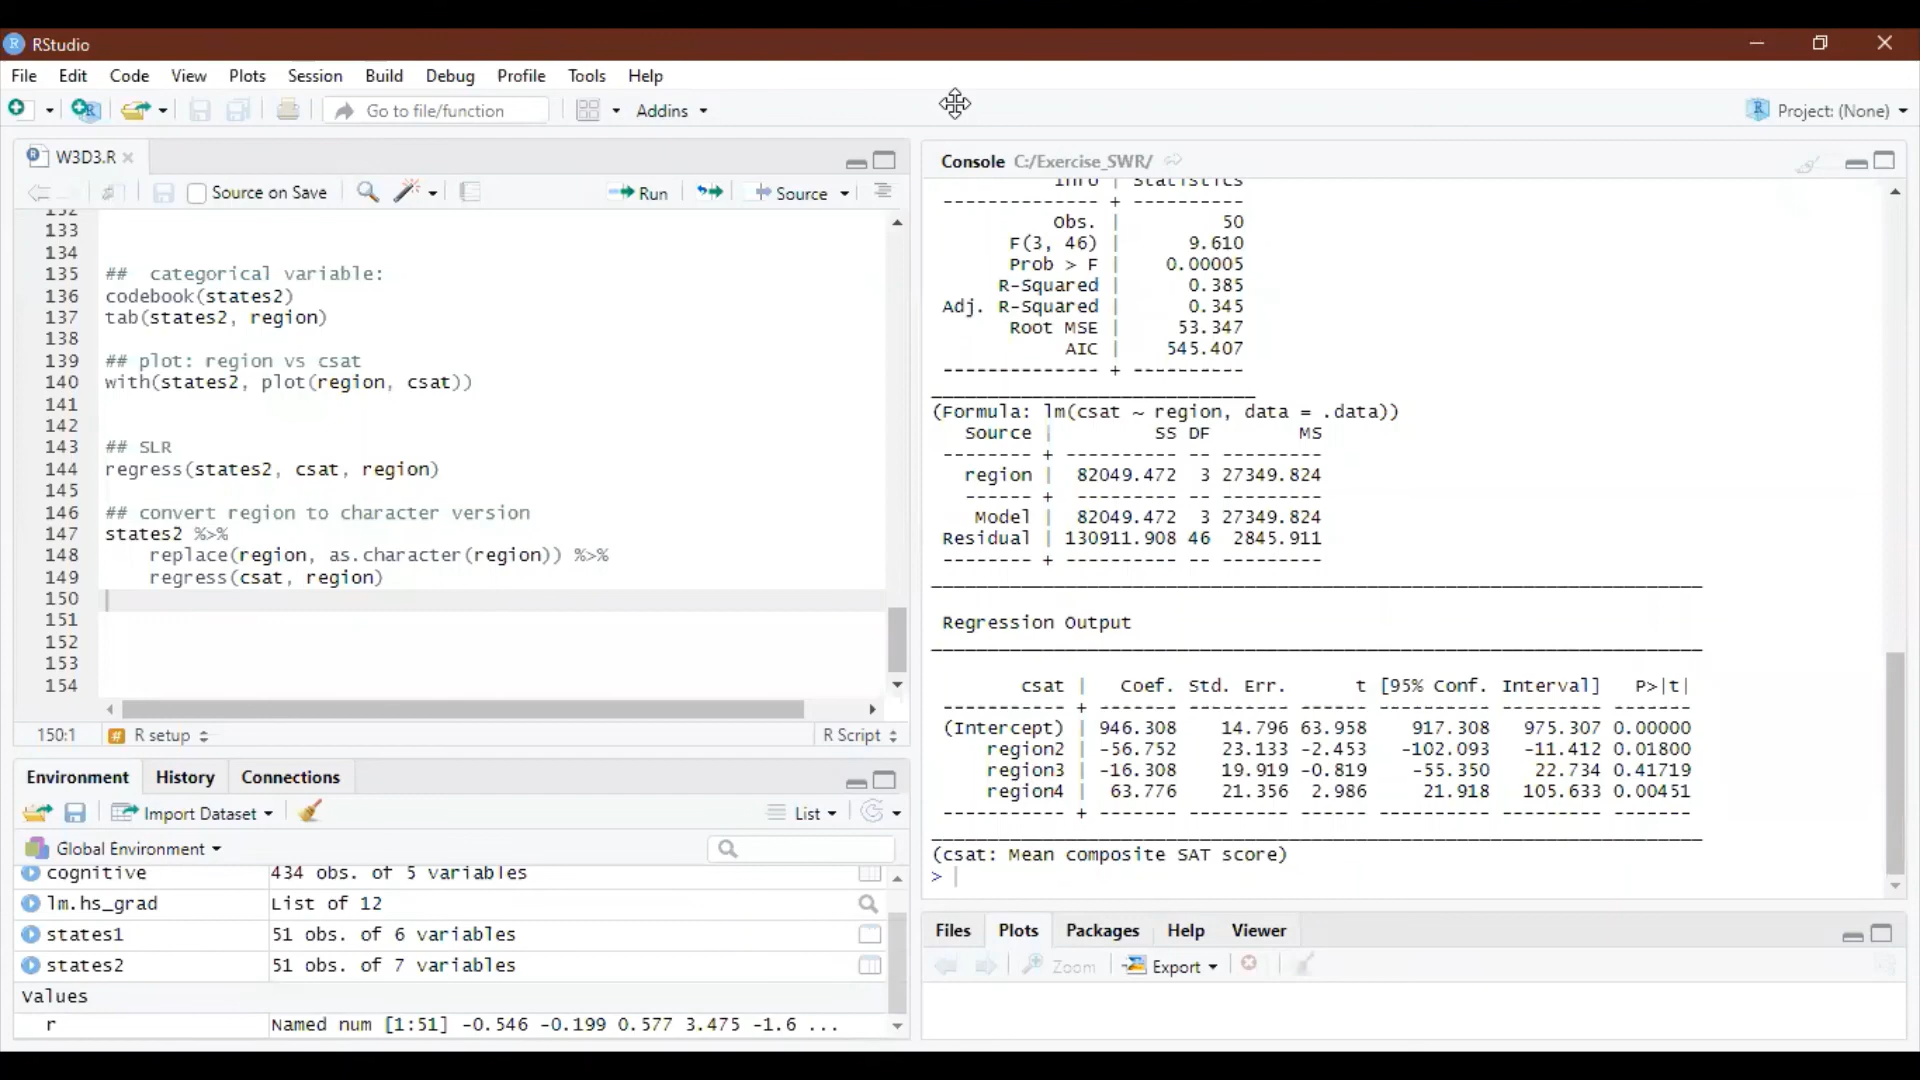 RStudio
File Edit Code View Plots Session Build Debug Profile Tools Help
Go to file/function Addins Project: (None)
W3D3.R
Source on Save Run Source
132
133
134
135 ##  categorical variable:
136 codebook(states2)
137 tab(states2, region)
138
139 ## plot: region vs csat
140 with(states2, plot(region, csat))
141
142
143 ## SLR
144 regress(states2, csat, region)
145
146 ## convert region to character version
147 states2 %>%
148     replace(region, as.character(region)) %>%
149     regress(csat, region)
150
151
152
153
154
150:1 # R setup R Script
Environment History Connections
Import Dataset List
Global Environment
cognitive 434 obs. of 5 variables
lm.hs_grad List of 12
states1 51 obs. of 6 variables
states2 51 obs. of 7 variables
Values
r Named num [1:51] -0.546 -0.199 0.577 3.475 -1.6 ...
Console C:/Exercise_SWR/
Info | Statistics
-------------- + ----------
Obs. | 50
F(3, 46) | 9.610
Prob > F | 0.00005
R-Squared | 0.385
Adj. R-Squared | 0.345
Root MSE | 53.347
AIC | 545.407
-------------- + ----------
(Formula: lm(csat ~ region, data = .data))
Source | SS DF MS
-------- + ---------- -- ---------
region | 82049.472 3 27349.824
------ + --------- -- ---------
Model | 82049.472 3 27349.824
Residual | 130911.908 46 2845.911
-------- + ---------- -- ---------
Regression Output
csat | Coef. Std. Err. t [95% Conf. Interval] P>|t|
----------- + ------- --------- ------ ---------- --------- -------
(Intercept) | 946.308 14.796 63.958 917.308 975.307 0.00000
region2 | -56.752 23.133 -2.453 -102.093 -11.412 0.01800
region3 | -16.308 19.919 -0.819 -55.350 22.734 0.41719
region4 | 63.776 21.356 2.986 21.918 105.633 0.00451
----------- + ------- --------- ------ ---------- --------- -------
(csat: Mean composite SAT score)
>
Files Plots Packages Help Viewer
Zoom Export